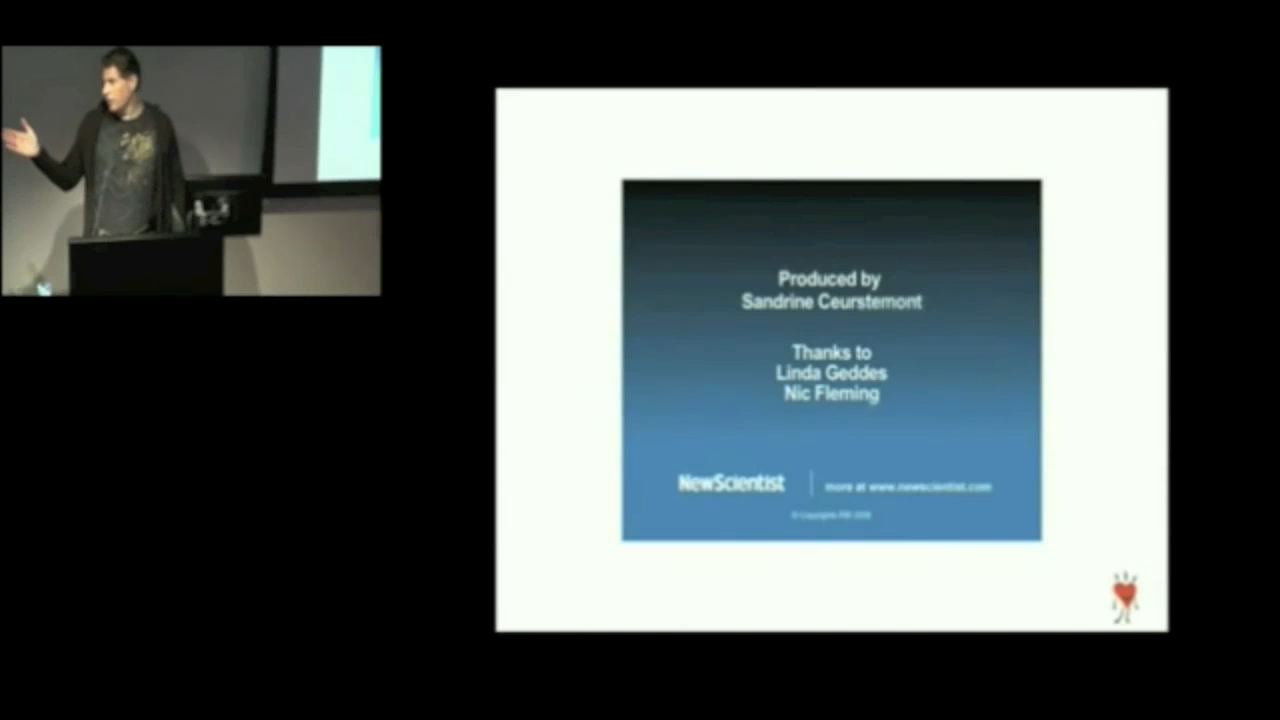 Produced by
Sandrine Ceurstemont
Thanks to
Linda Geddes
Nic Fleming
NewScientist
more at www.newscientist.com